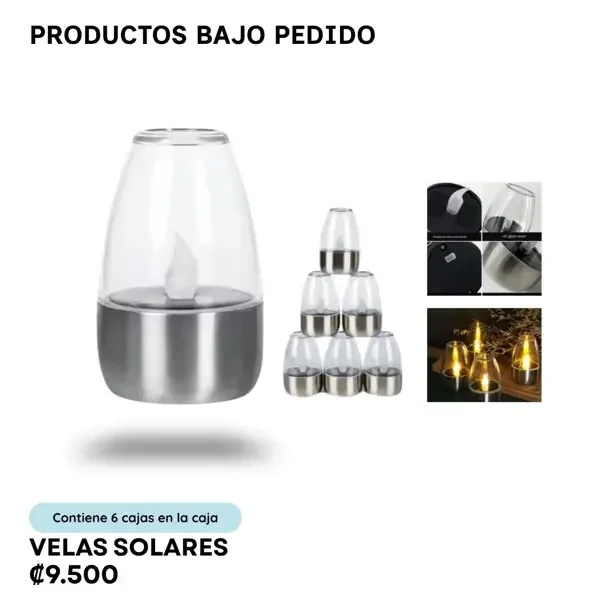 PRODUCTOS BAJO PEDIDO
Contiene 6 cajas en la caja
VELAS SOLARES
₡9.500